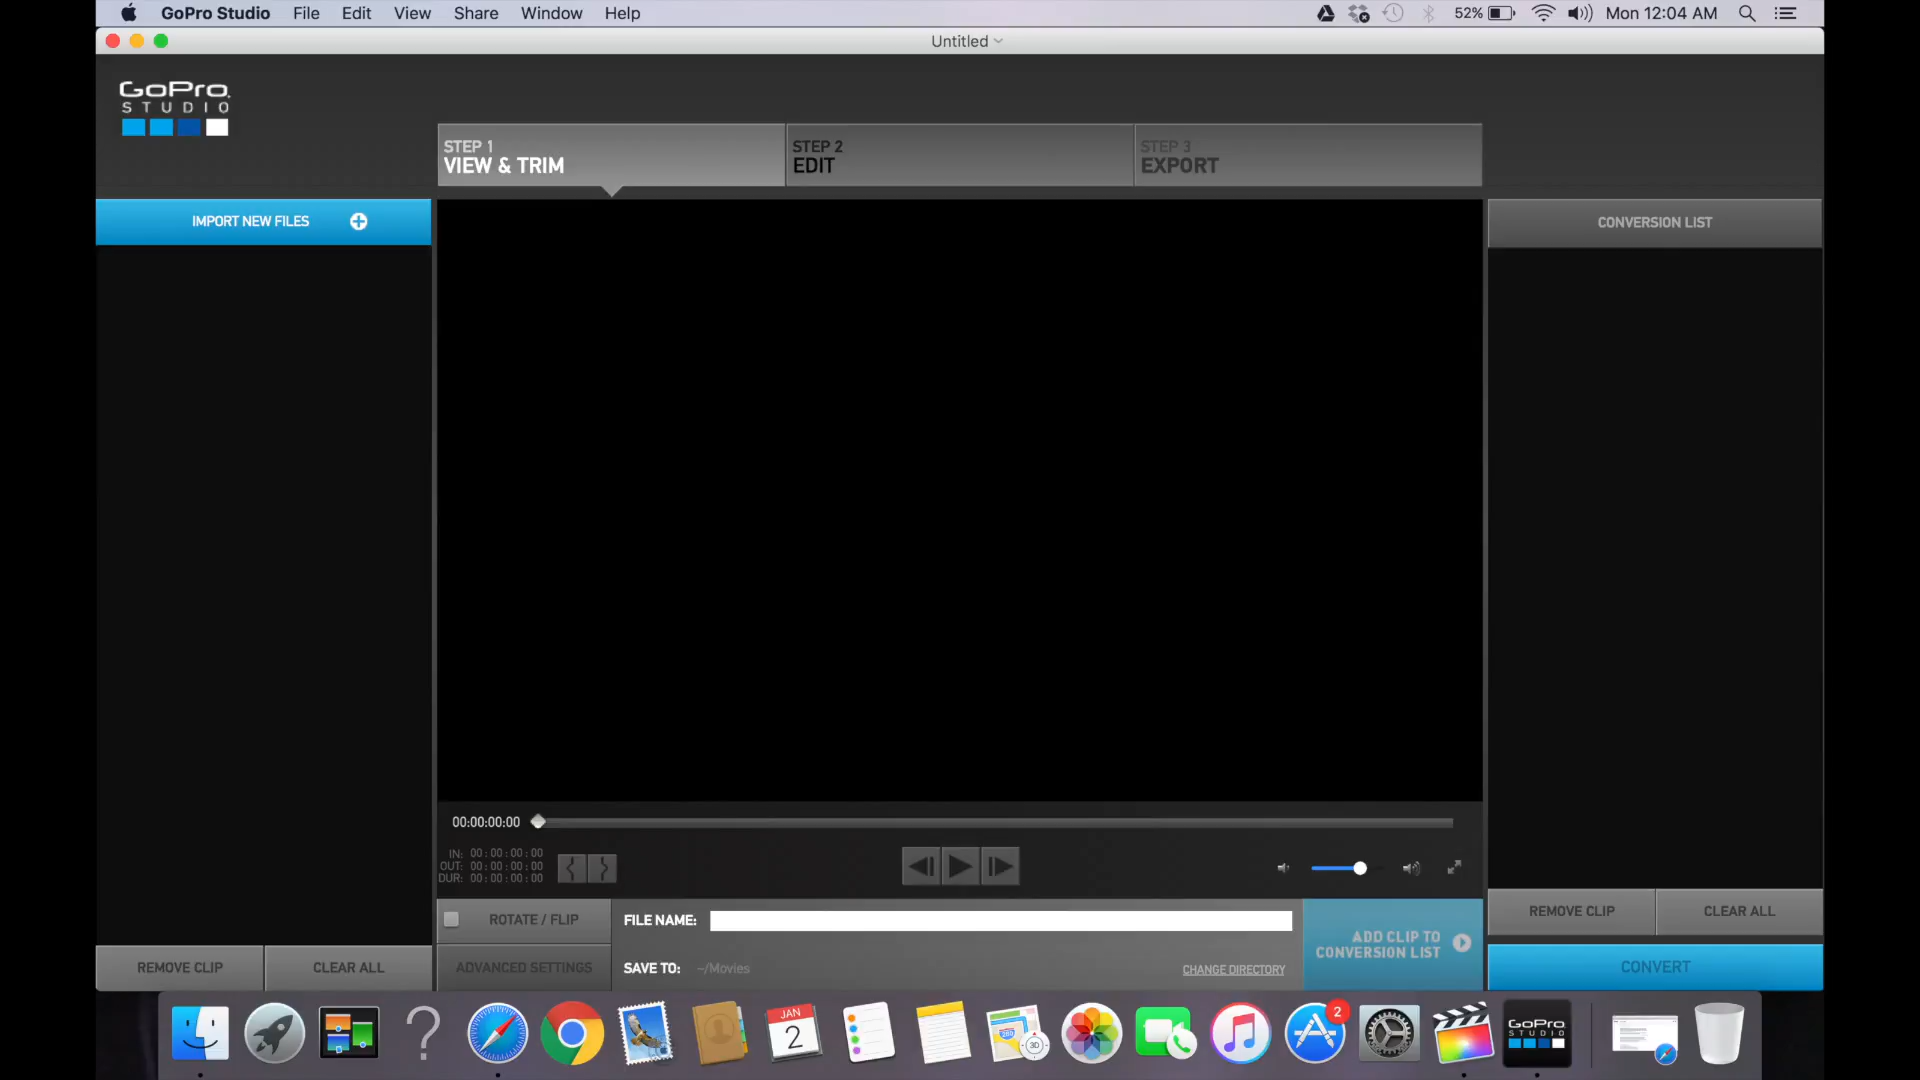 GoPro Studio File Edit View Share Window Help 52% Mon 12:04 AM
Untitled
GoPro
STUDIO
STEP 1
VIEW & TRIM
STEP 2
EDIT
STEP 3
EXPORT
IMPORT NEW FILES
CONVERSION LIST
00:00:00:00
IN: 00:00:00:00
OUT: 00:00:00:00
DUR: 00:00:00:00
ROTATE / FLIP
FILE NAME:
ADVANCED SETTINGS
SAVE TO: ~/Movies
CHANGE DIRECTORY
ADD CLIP TO
CONVERSION LIST
REMOVE CLIP
CLEAR ALL
REMOVE CLIP
CLEAR ALL
CONVERT
JAN
2
3D
2
GoPro
STUDIO